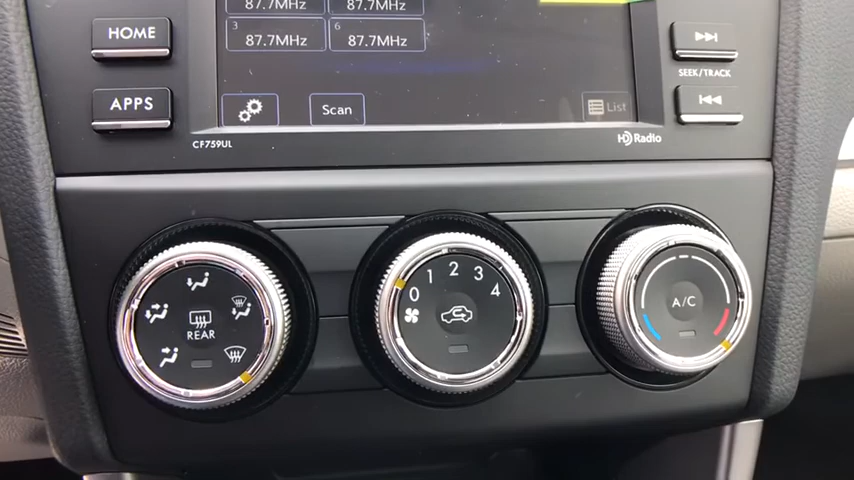 87.7MHz 87.7MHz
3 87.7MHz 6 87.7MHz
HOME
APPS
Scan
List
SEEK/TRACK
CF759UL
HD Radio
REAR
0 1 2 3 4
A/C